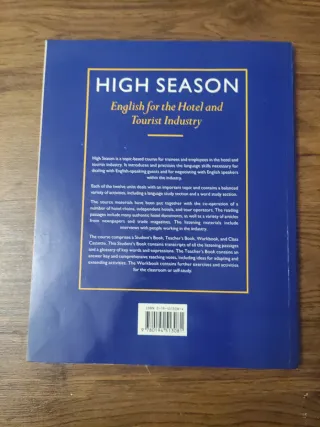 HIGH SEASON
English for the Hotel and
Tourist Industry
High Season is a topic-based course for trainees and employees in the hotel and
tourist industry. It introduces and practises the language skills necessary for
dealing with English-speaking guests and for negotiating with English speakers
within the industry.
Each of the twelve units deals with an important topic and contains a balanced
variety of activities, including a language study section and a word study section.
The course materials have been put together with the co-operation of a
number of hotel chains, independent hotels, and tour operators. The reading
passages include many authentic hotel documents, as well as a variety of articles
from newspapers and trade magazines. The listening materials include
interviews with people working in the industry.
The course comprises a Student's Book, Teacher's Book, Workbook, and Class
Cassette. This Student's Book contains transcripts of all the listening passages
and a glossary of key words and expressions. The Teacher's Book contains an
answer key and comprehensive teaching notes, including ideas for adapting and
extending activities. The Workbook contains further exercises and activities
for the classroom or self-study.
ISBN 0-19-451308-
9 780194 513081